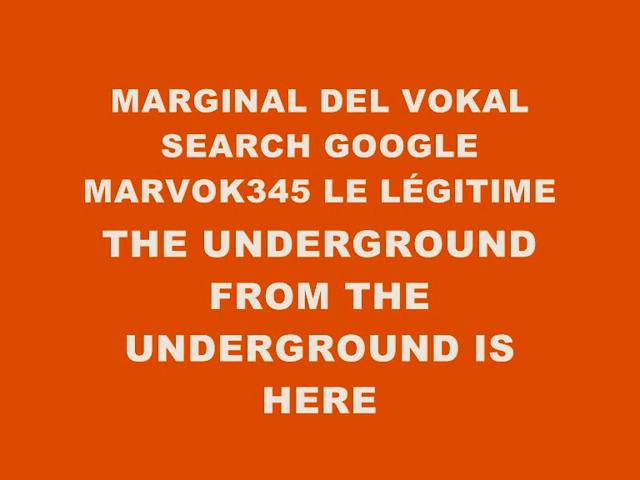 MARGINAL DEL VOKAL
SEARCH GOOGLE
MARVOK345 LE LÉGITIME
THE UNDERGROUND
FROM THE
UNDERGROUND IS
HERE